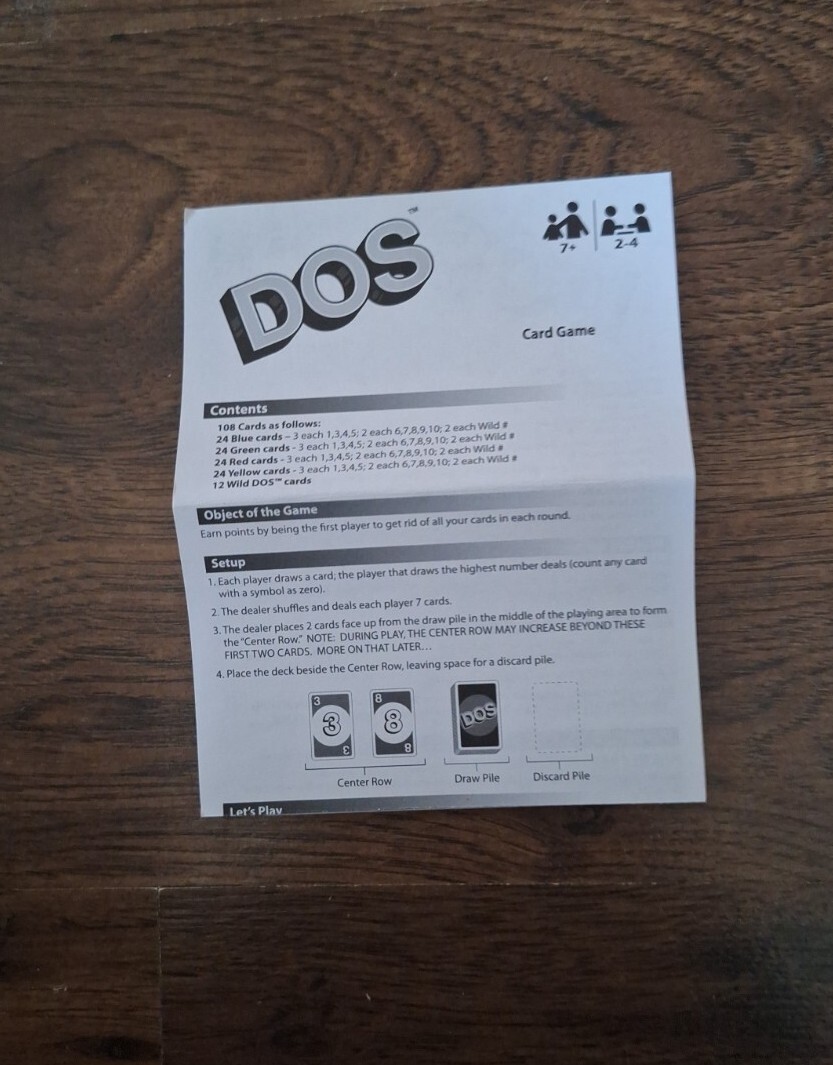 DOS™
7+
2-4
Card Game
Contents
108 Cards as follows:
24 Blue cards – 3 each 1,3,4,5; 2 each 6,7,8,9,10; 2 each Wild #
24 Green cards - 3 each 1,3,4,5; 2 each 6,7,8,9,10; 2 each Wild #
24 Red cards - 3 each 1,3,4,5; 2 each 6,7,8,9,10; 2 each Wild #
24 Yellow cards - 3 each 1,3,4,5; 2 each 6,7,8,9,10; 2 each Wild #
12 Wild DOS™ cards
Object of the Game
Earn points by being the first player to get rid of all your cards in each round.
Setup
1. Each player draws a card; the player that draws the highest number deals (count any card
with a symbol as zero).
2. The dealer shuffles and deals each player 7 cards.
3. The dealer places 2 cards face up from the draw pile in the middle of the playing area to form
the "Center Row." NOTE: DURING PLAY, THE CENTER ROW MAY INCREASE BEYOND THESE
FIRST TWO CARDS. MORE ON THAT LATER...
4. Place the deck beside the Center Row, leaving space for a discard pile.
3
3
3
8
8
8
DOS
Center Row
Draw Pile
Discard Pile
Let's Play